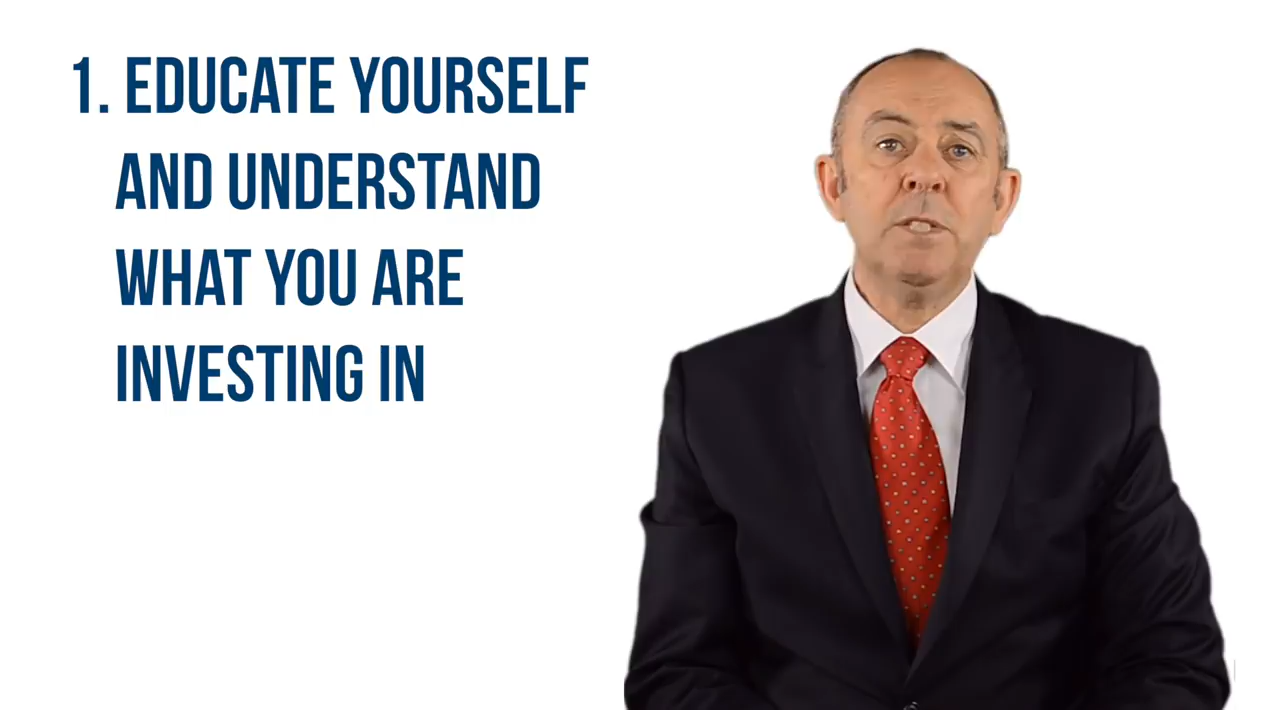 1. EDUCATE YOURSELF
AND UNDERSTAND
WHAT YOU ARE
INVESTING IN